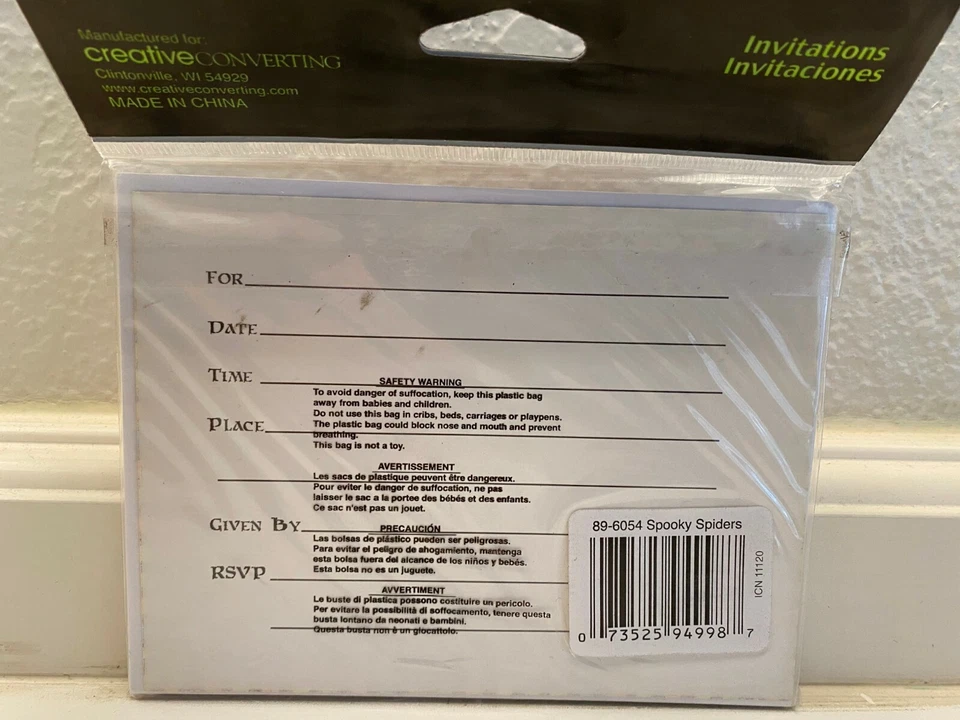 Manufactured for:
creativeCONVERTING
Clintonville, WI 54929
www.creativeconverting.com
MADE IN CHINA
Invitations
Invitaciones
FOR
DATE
TIME
PLACE
GIVEN BY
RSVP
SAFETY WARNING
To avoid danger of suffocation, keep this plastic bag
away from babies and children.
Do not use this bag in cribs, beds, carriages or playpens.
The plastic bag could block nose and mouth and prevent
breathing.
This bag is not a toy.
AVERTISSEMENT
Les sacs de plastique peuvent être dangereux.
Pour eviter le danger de suffocation, ne pas
laisser le sac a la portee des bébés et des enfants.
Ce sac n'est pas un jouet.
PRECAUCIÓN
Las bolsas de plástico pueden ser peligrosas.
Para evitar el peligro de ahogamiento, mantenga
esta bolsa fuera del alcance de los niños y bebés.
Esta bolsa no es un juguete.
AVVERTIMENT
Le buste di plastica possono costituire un pericolo.
Per evitare la possibilità di soffocamento, tenere questa
busta lontano da neonati e bambini.
Questa busta non è un giocattolo.
89-6054 Spooky Spiders
ICN 11120
0 73525 94998 7